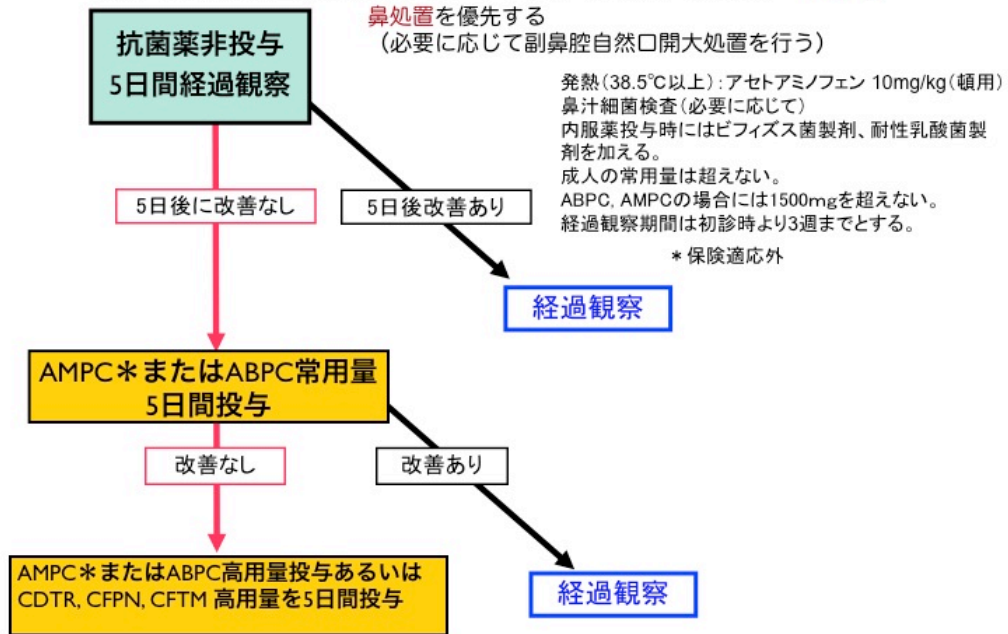 鼻処置を優先する
(必要に応じて副鼻腔自然口開大処置を行う)
抗菌薬非投与
5日間経過観察
発熱(38.5℃以上):アセトアミノフェン 10mg/kg(頓用)
鼻汁細菌検査(必要に応じて)
内服薬投与時にはビフィズス菌製剤、耐性乳酸菌製
剤を加える。
成人の常用量は超えない。
ABPC, AMPCの場合には1500mgを超えない。
経過観察期間は初診時より3週までとする。
*保険適応外
5日後に改善なし
5日後改善あり
経過観察
AMPC*またはABPC常用量
5日間投与
改善なし
改善あり
AMPC*またはABPC高用量投与あるいは
CDTR, CFPN, CFTM 高用量を5日間投与
経過観察